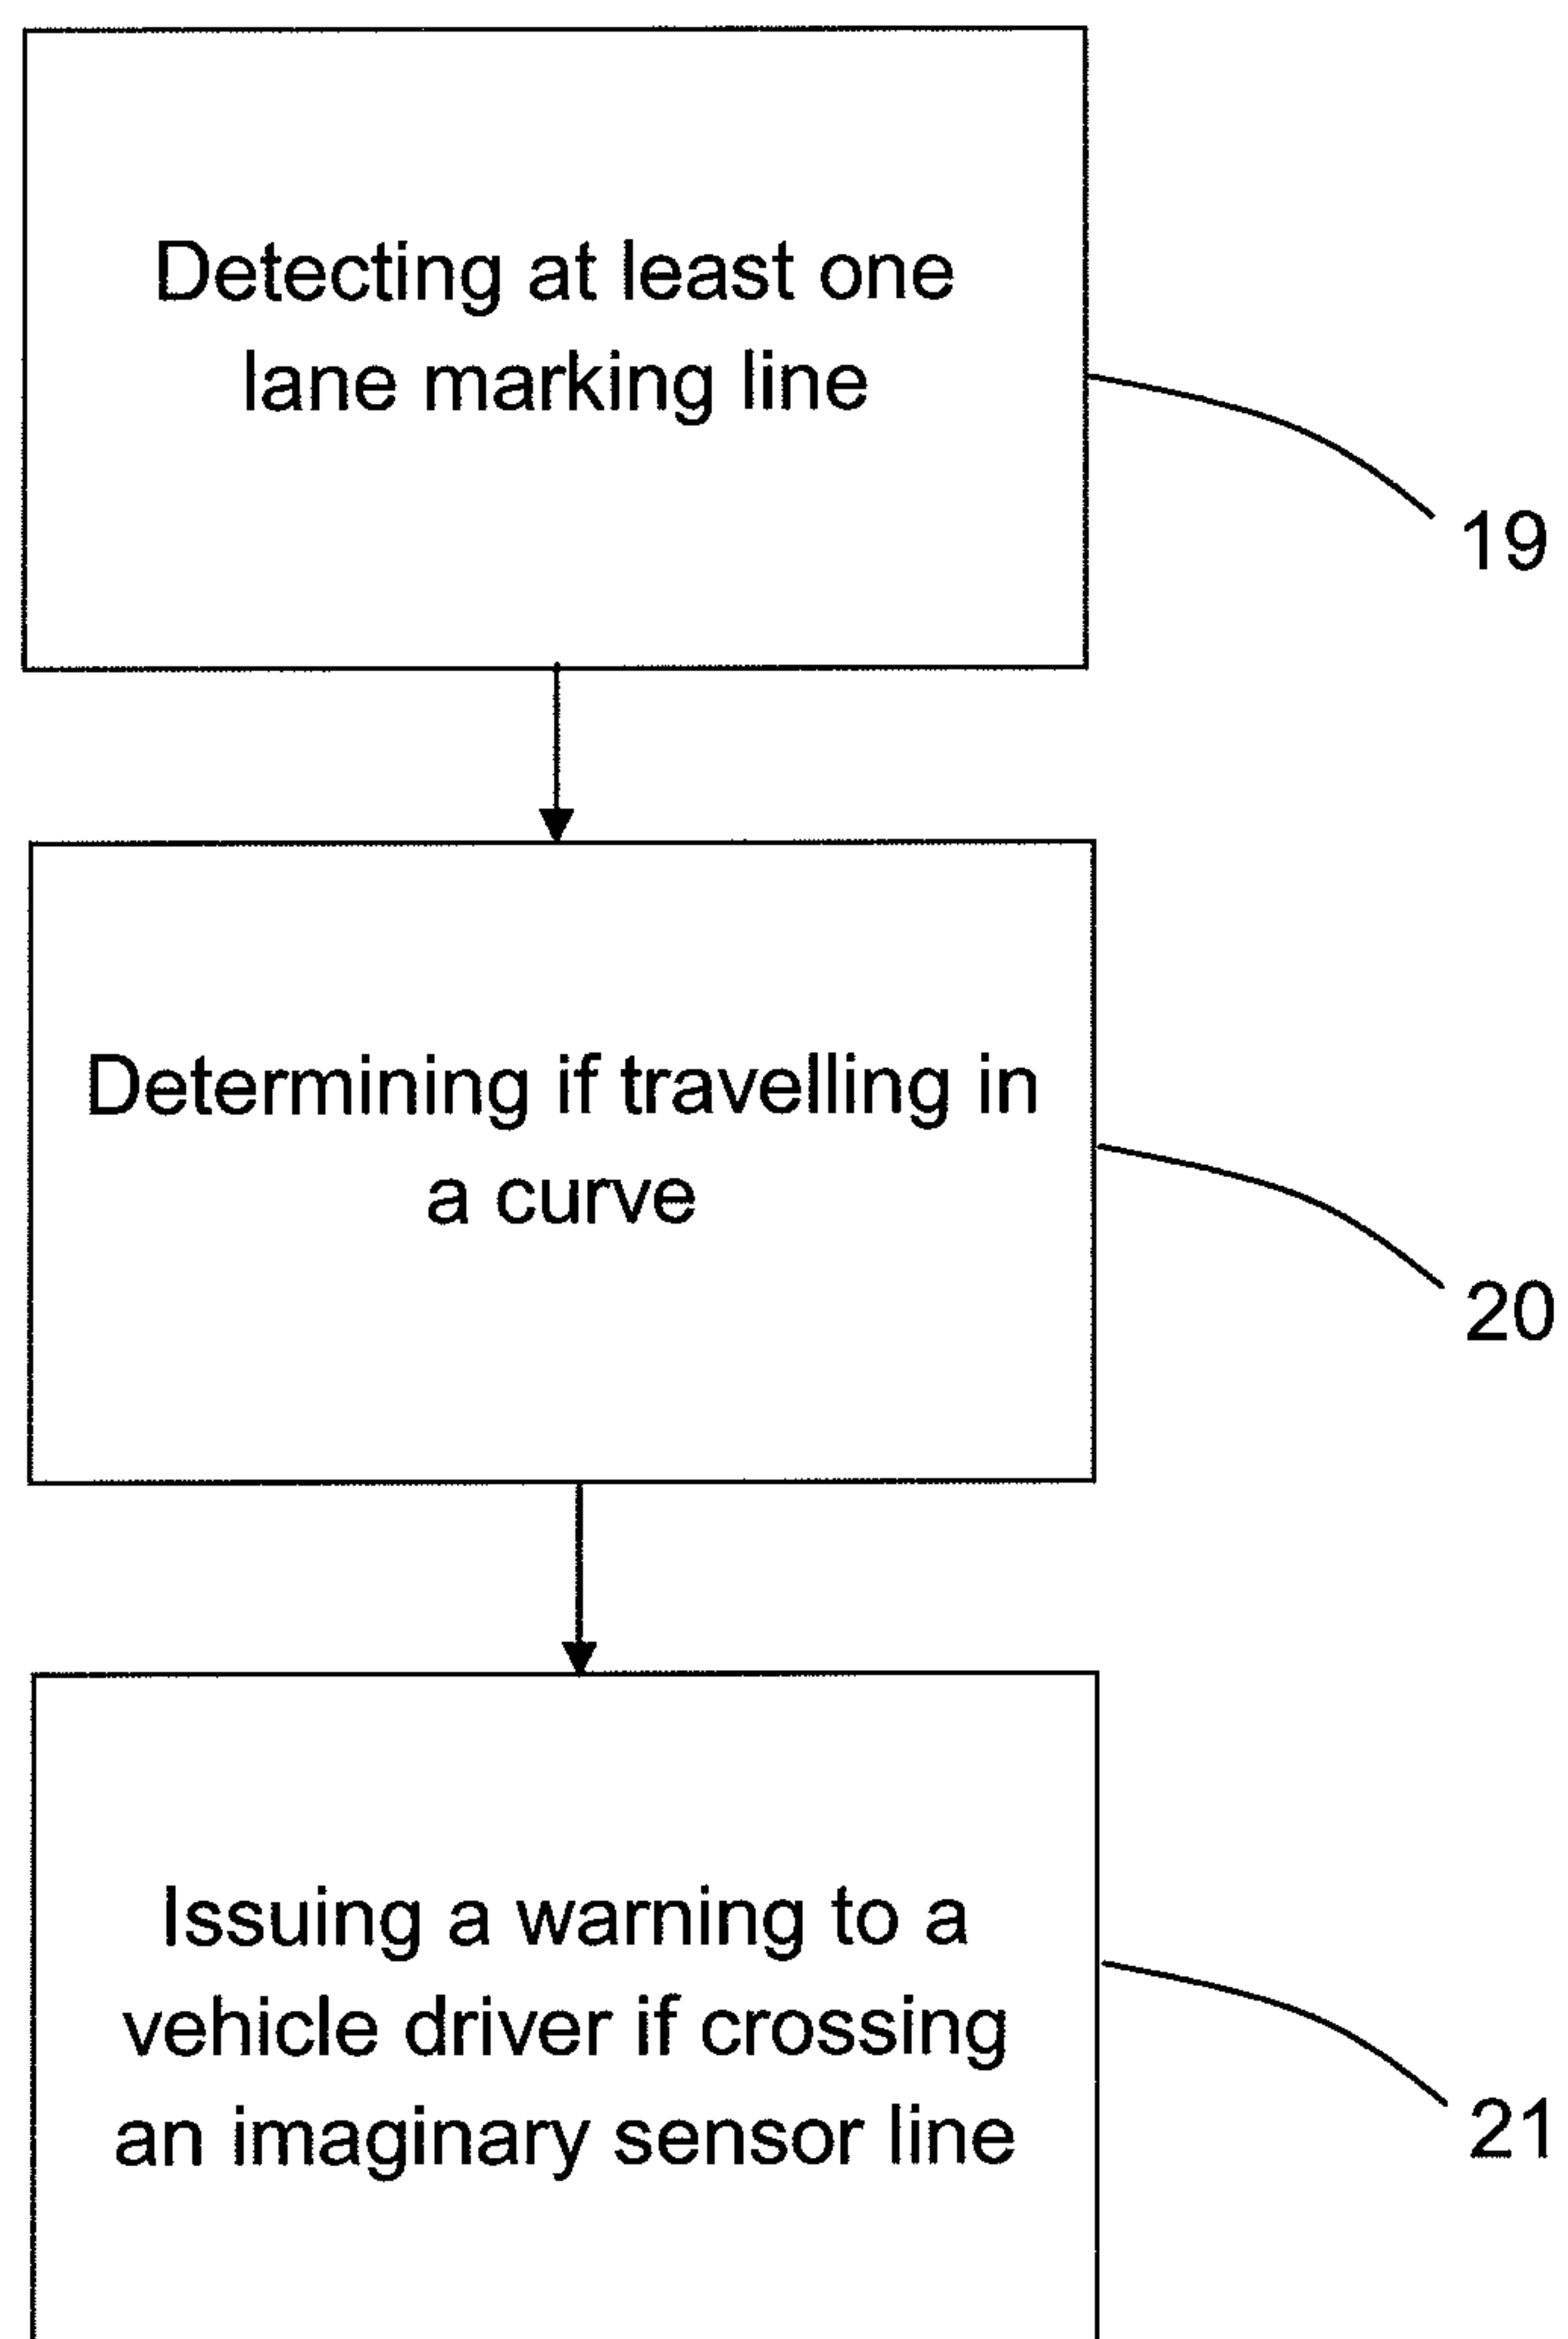 Detecting at least one
lane marking line
19
Determining if travelling in
a curve
20
Issuing a warning to a
vehicle driver if crossing
an imaginary sensor line
21